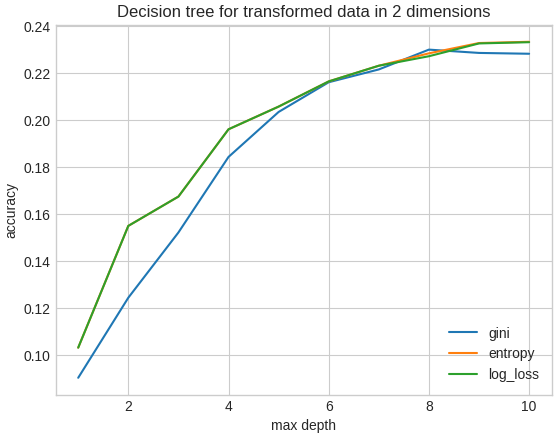 Decision tree for transformed data in 2 dimensions
0.24
0.22
0.20
0.18
0.16
0.14
0.12
0.10
accuracy
gini
entropy
log_loss
2
4
6
8
10
max depth